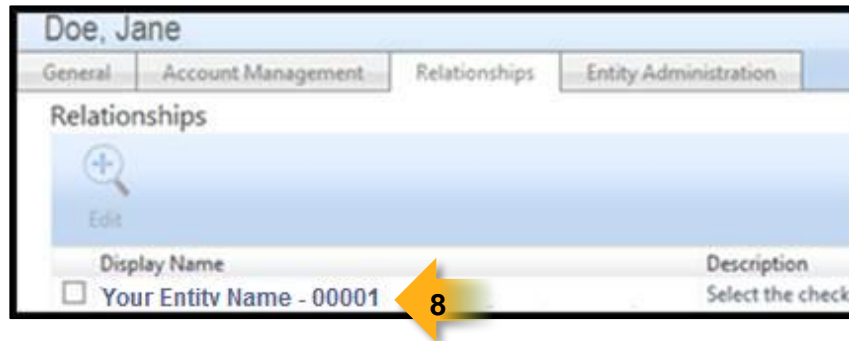 Doe, Jane
General Account Management Relationships Entity Administration
Relationships
Edit
Display Name Description
Your Entity Name - 00001 8 Select the check